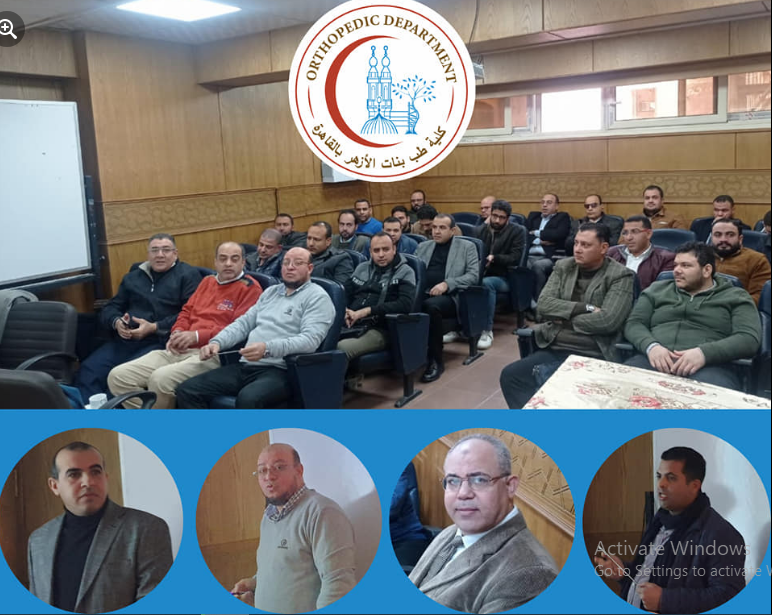 ORTHOPEDIC DEPARTMENT
كلية طب بنات الأزهر بالقاهرة
Activate Windows
Go to Settings to activate W